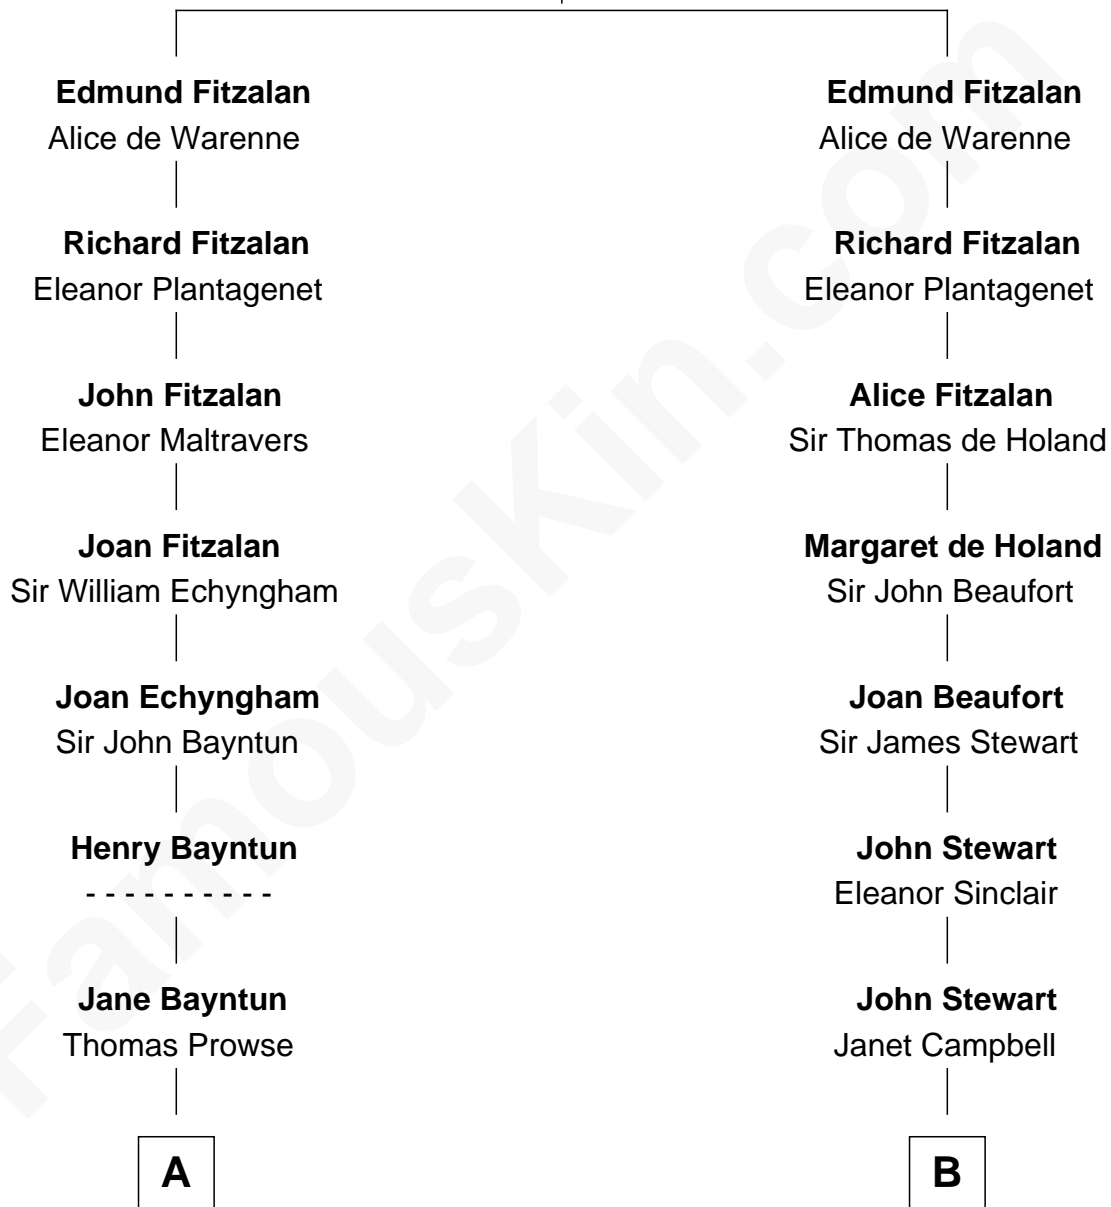 Edmund Fitzalan
Alice de Warenne
Richard Fitzalan
Eleanor Plantagenet
John Fitzalan
Eleanor Maltravers
Joan Fitzalan
Sir William Echyngham
Joan Echyngham
Sir John Bayntun
Henry Bayntun
- - - - - - - - - -
Jane Bayntun
Thomas Prowse
A
Edmund Fitzalan
Alice de Warenne
Richard Fitzalan
Eleanor Plantagenet
Alice Fitzalan
Sir Thomas de Holand
Margaret de Holand
Sir John Beaufort
Joan Beaufort
Sir James Stewart
John Stewart
Eleanor Sinclair
John Stewart
Janet Campbell
B
FamousKin.com